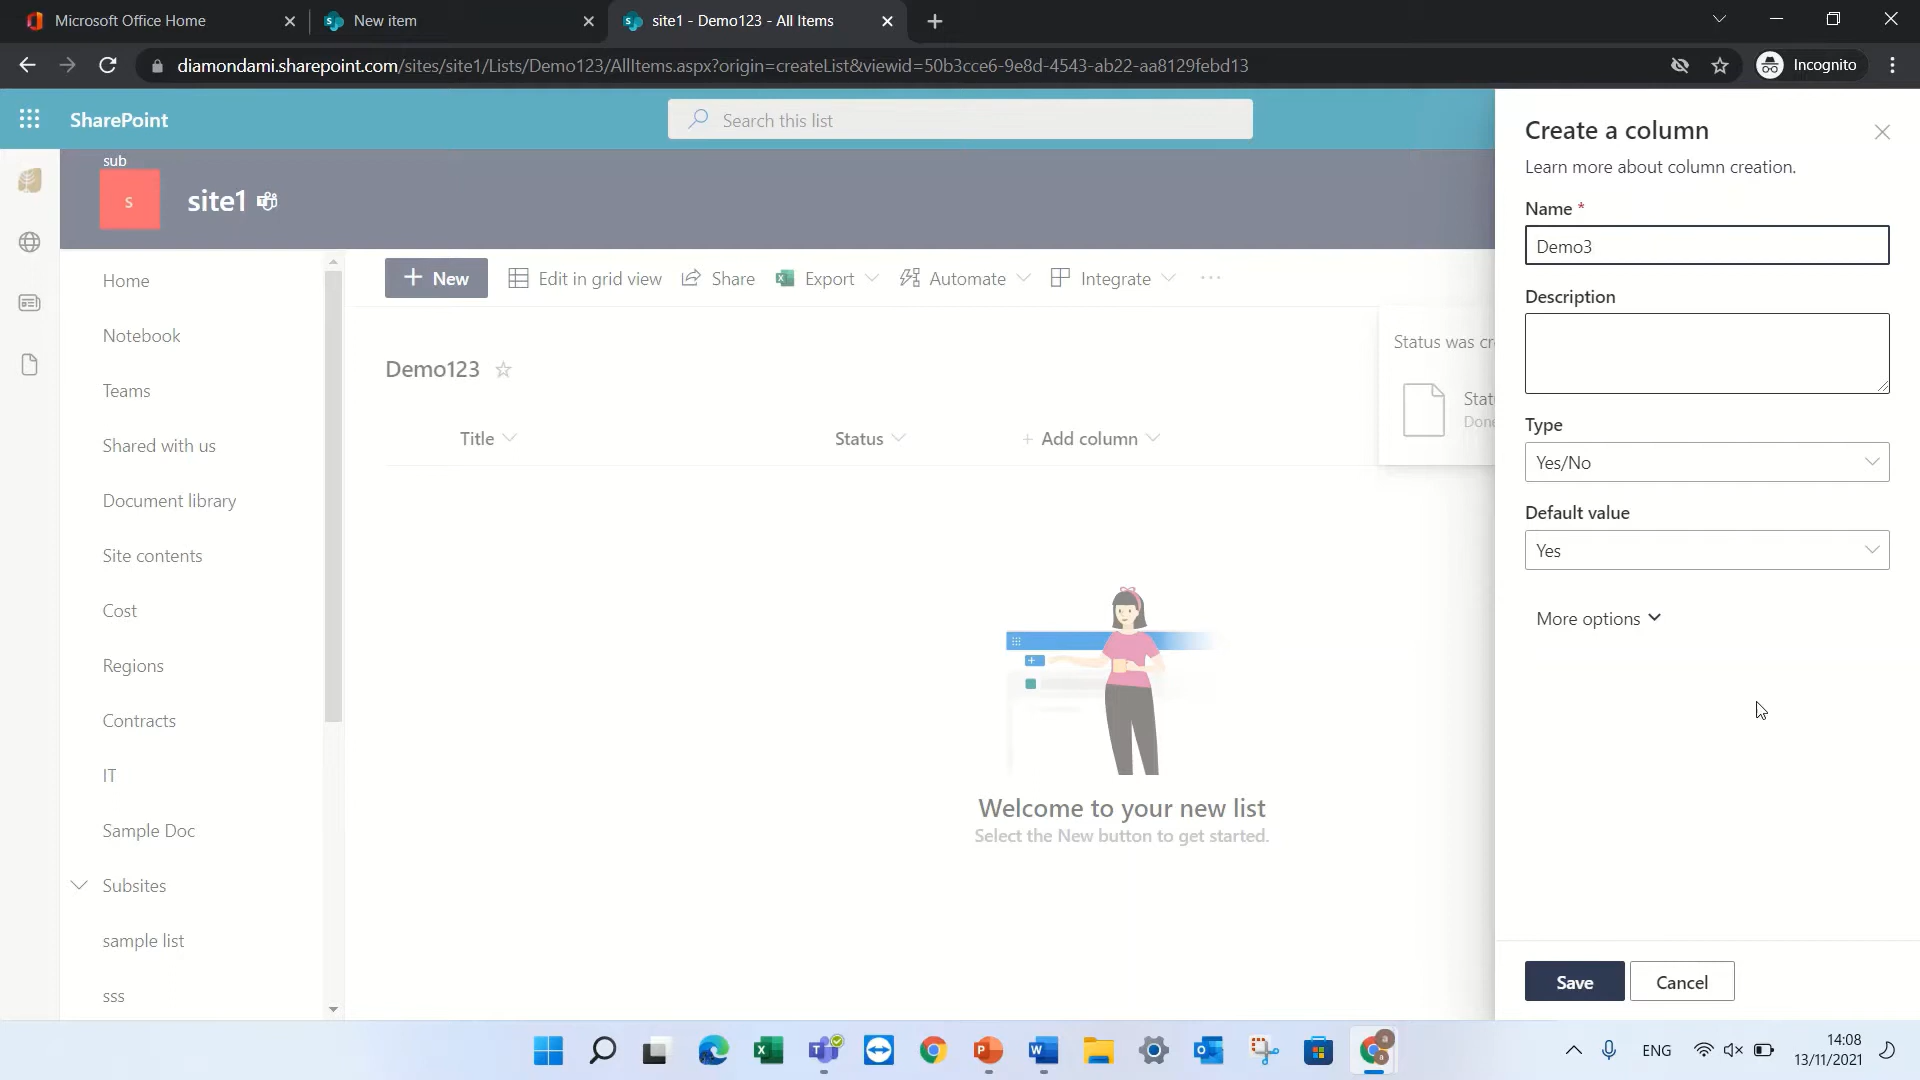 Microsoft Office Home
New item
site1 - Demo123 - All Items
diamondami.sharepoint.com/sites/site1/Lists/Demo123/AllItems.aspx?origin=createList&viewid=50b3cce6-9e8d-4543-ab22-aa8129febd13
Incognito
SharePoint
Search this list
sub
S
site1
Home
Notebook
Teams
Shared with us
Document library
Site contents
Cost
Regions
Contracts
IT
Sample Doc
Subsites
sample list
sss
+ New
Edit in grid view
Share
Export
Automate
Integrate
...
Demo123
Title
Status
+ Add column
Status was cr
Stat
Done
Welcome to your new list
Select the New button to get started.
Create a column
Learn more about column creation.
Name *
Demo3
Description
Type
Yes/No
Default value
Yes
More options
Save
Cancel
ENG
14:08
13/11/2021